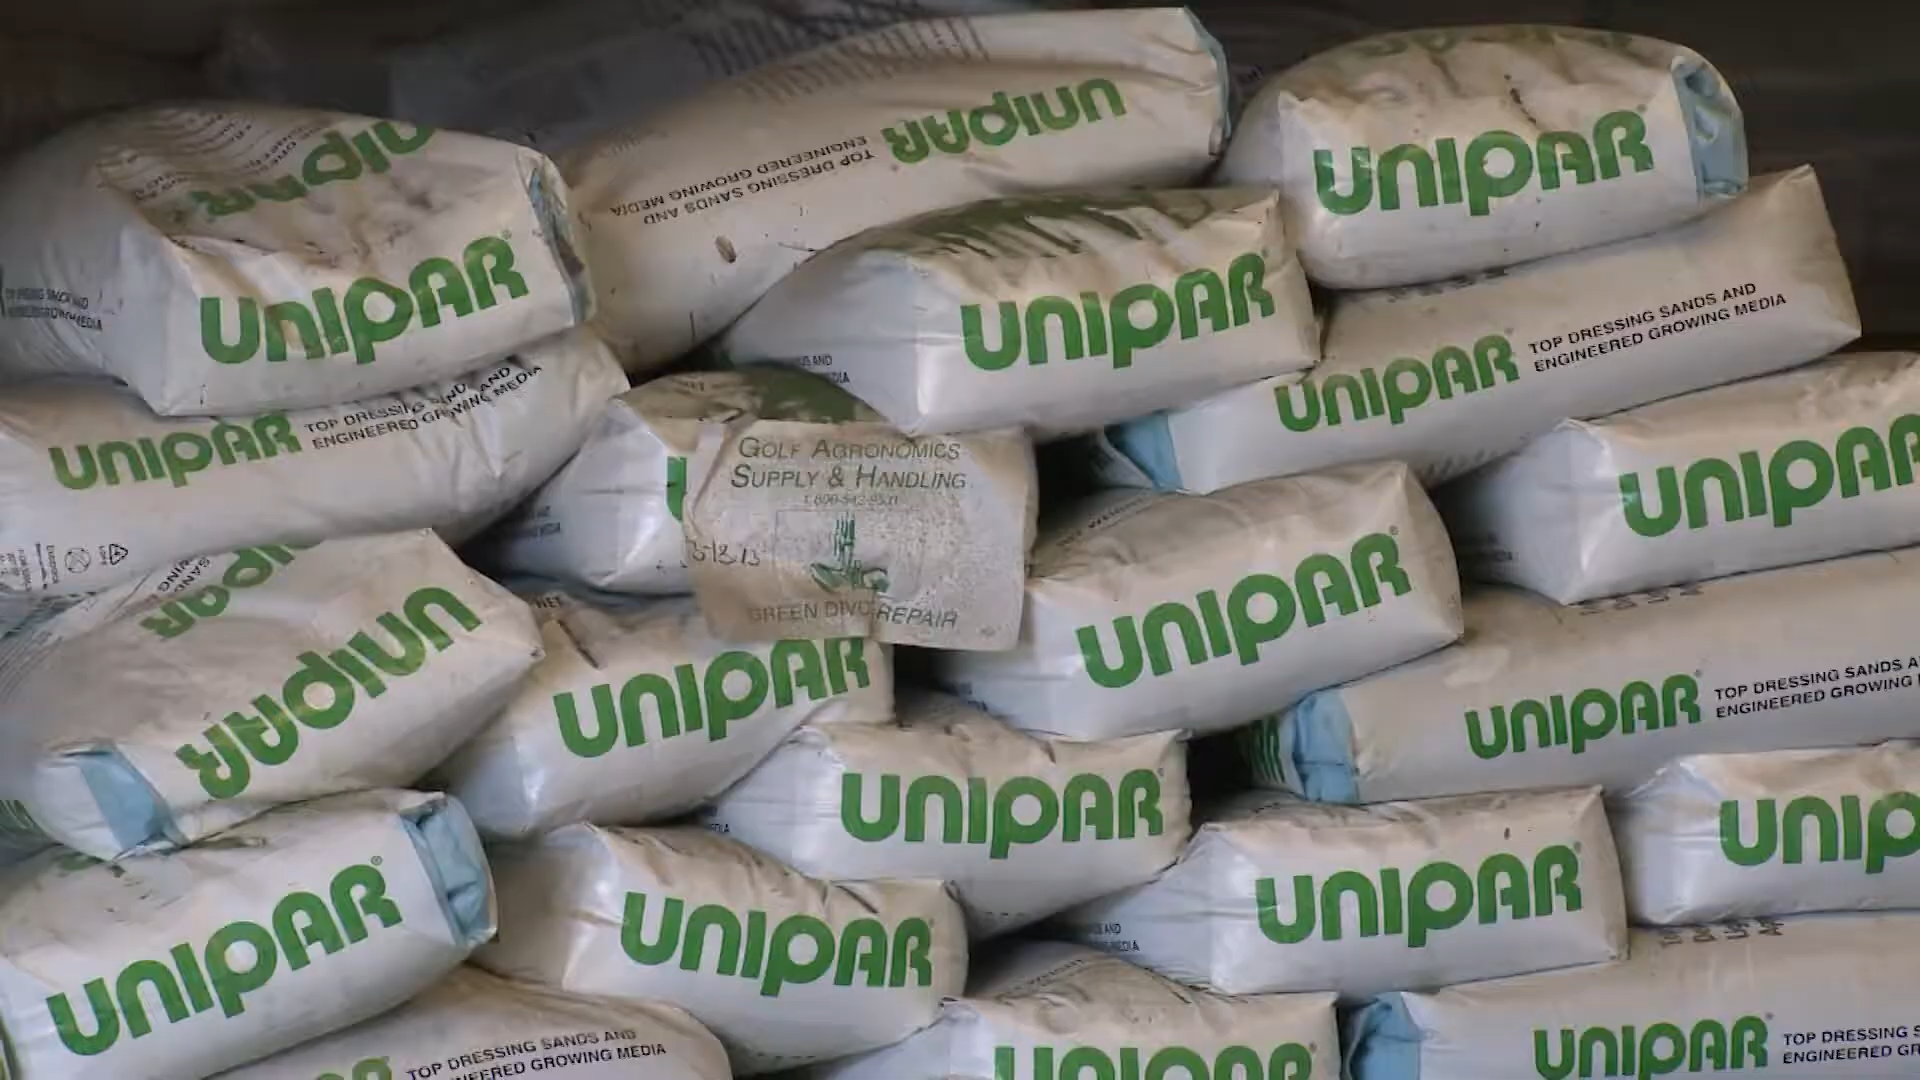 UNIPAR
UNIPAR
TOP DRESSING SANDS AND
ENGINEERED GROWING MEDIA
UNIPAR®
UNIPAR®
UNIPAR®
UNIPAR®
TOP DRESSING SANDS AND
ENGINEERED GROWING MEDIA
UNIPAR
TOP DRESSING SANDS AND
ENGINEERED GROWING MEDIA
GOLF AGRONOMICS
SUPPLY & HANDLING
GREEN DIVOT REPAIR
UNIPAR
UNIPAR®
UNIPAR
UNIPAR
UNIPAR
UNIPAR®
TOP DRESSING SANDS A
ENGINEERED GROWING
UNIPAR
UNIPAR®
UNIP
UNIPAR®
UNIPAR
TOP DRESSING SANDS AND
ENGINEERED GROWING MEDIA
UNIPAR
UNIPAR®
TOP DRESSING S
ENGINEERED GR